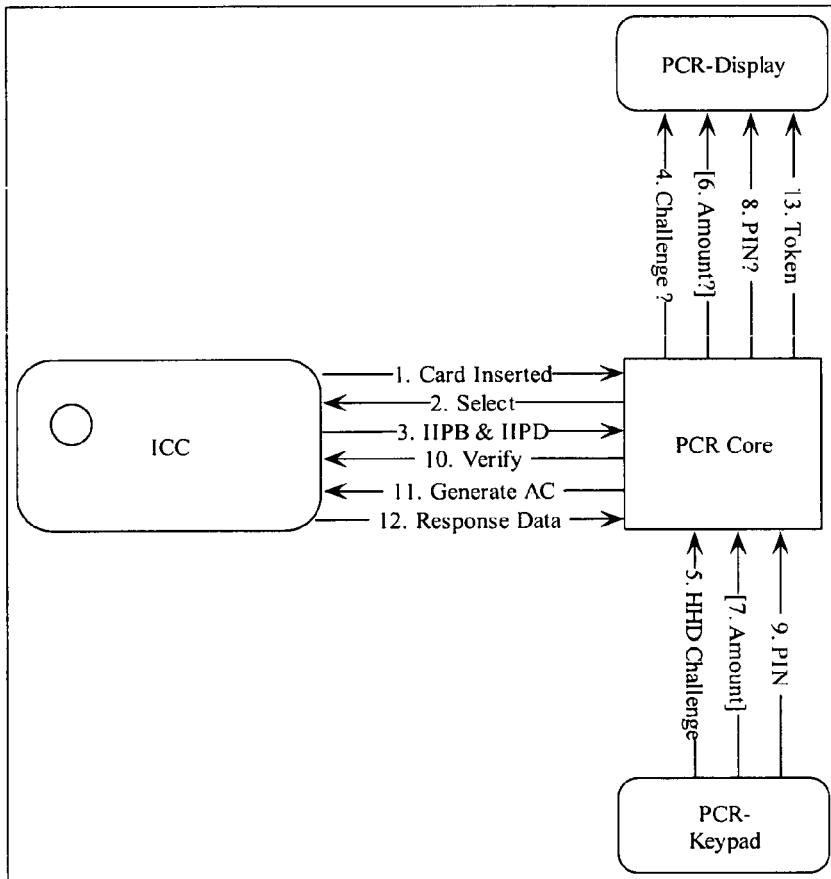 PCR-Display
4. Challenge ?
[6. Amount?]
8. PIN?
13. Token
1. Card Inserted
2. Select
3. IIPB & IIPD
10. Verify
11. Generate AC
12. Response Data
ICC
PCR Core
5. HHD Challenge
[7. Amount]
9. PIN
PCR-
Keypad